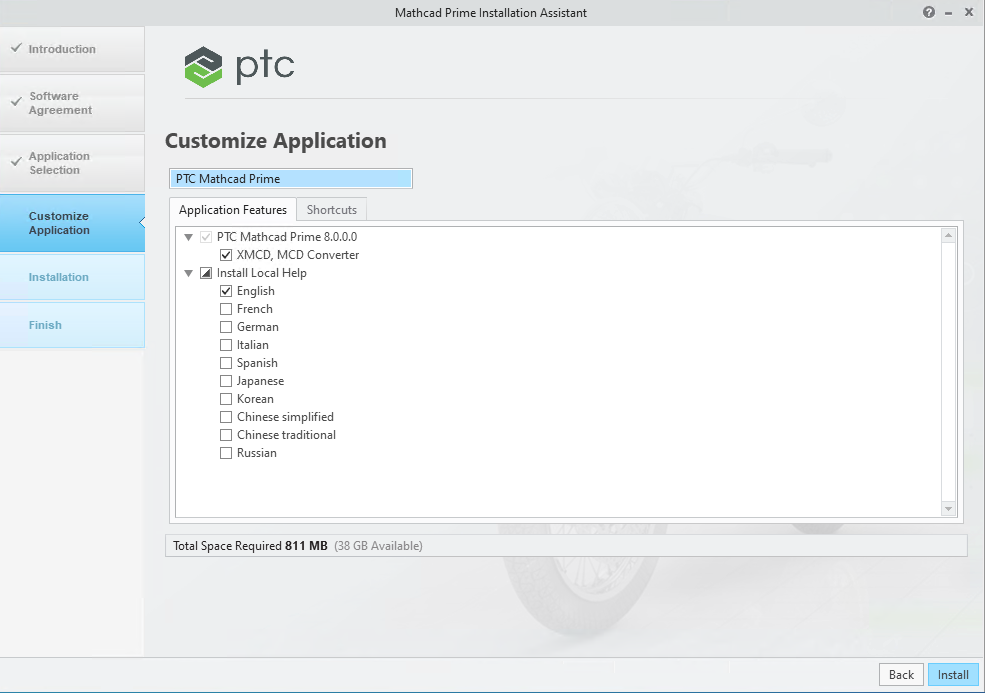 Mathcad Prime Installation Assistant
Introduction
Software
Agreement
Application
Selection
Customize
Application
Installation
Finish
ptc
Customize Application
PTC Mathcad Prime
Application Features
Shortcuts
PTC Mathcad Prime 8.0.0.0
XMCD, MCD Converter
Install Local Help
English
French
German
Italian
Spanish
Japanese
Korean
Chinese simplified
Chinese traditional
Russian
Total Space Required 811 MB (38 GB Available)
Back
Install